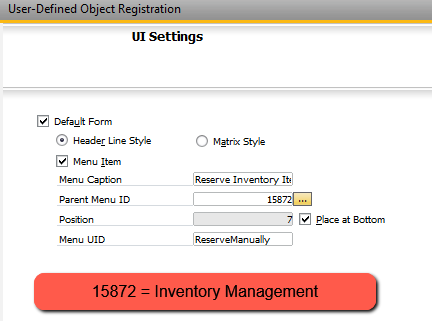 User-Defined Object Registration
UI Settings
Default Form
Header Line Style Matrix Style
Menu Item
Menu Caption Reserve Inventory Ite
Parent Menu ID 15872 ...
Position 7 Place at Bottom
Menu UID ReserveManually
15872 = Inventory Management